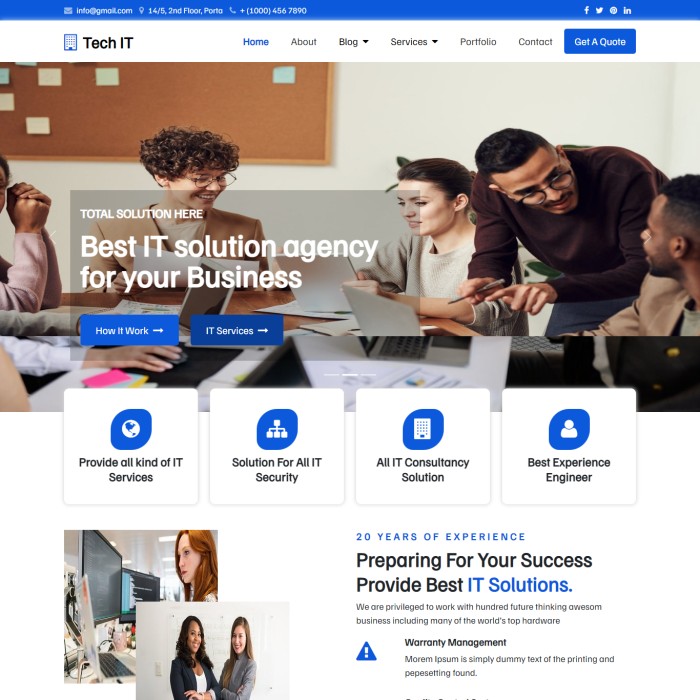 info@gmail.com 14/5, 2nd Floor, Porta + (1000) 456 7890
Tech IT
Home About Blog Services Portfolio Contact Get A Quote
TOTAL SOLUTION HERE
Best IT solution agency
for your Business
How It Work IT Services
Provide all kind of IT
Services
Solution For All IT
Security
All IT Consultancy
Solution
Best Experience
Engineer
20 YEARS OF EXPERIENCE
Preparing For Your Success
Provide Best IT Solutions.
We are privileged to work with hundred future thinking awesom
business including many of the world's top hardware
Warranty Management
Morem Ipsum is simply dummy text of the printing and
pepesetting found.